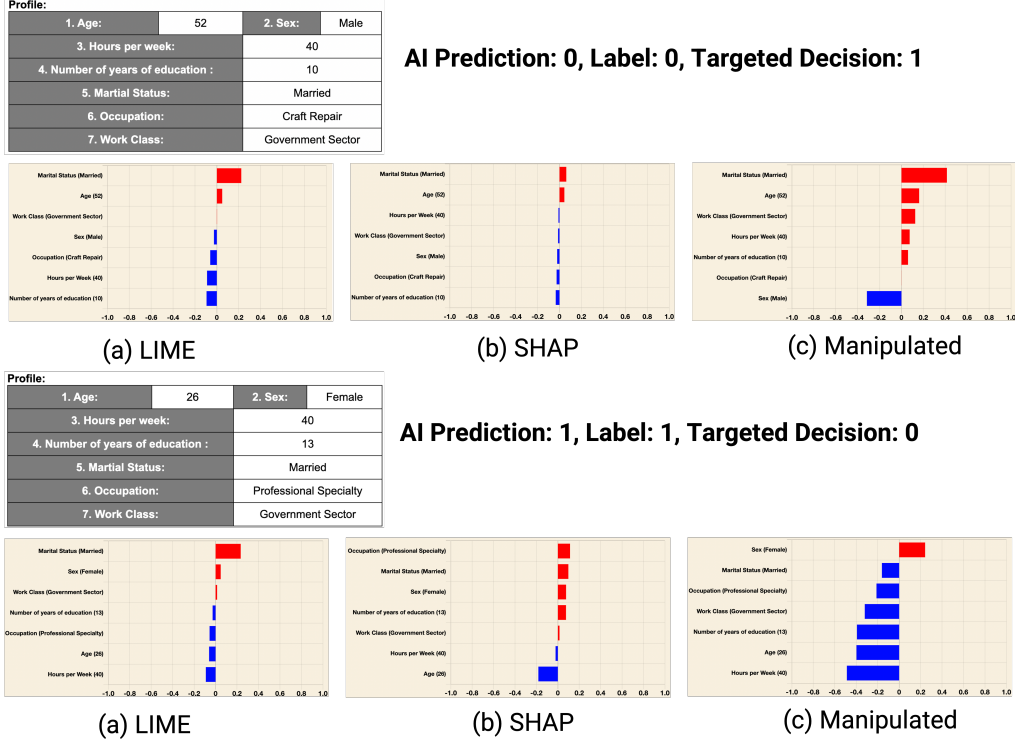 Profile:
1. Age: 52 2. Sex: Male
3. Hours per week: 40
4. Number of years of education : 10
5. Martial Status: Married
6. Occupation: Craft Repair
7. Work Class: Government Sector
AI Prediction: 0, Label: 0, Targeted Decision: 1
Marital Status (Married)
Age (52)
Work Class (Government Sector)
Sex (Male)
Occupation (Craft Repair)
Hours per Week (40)
Number of years of education (10)
-1.0 -0.8 -0.6 -0.4 -0.2 0 0.2 0.4 0.6 0.8 1.0
(a) LIME
Marital Status (Married)
Age (52)
Hours per Week (40)
Work Class (Government Sector)
Sex (Male)
Occupation (Craft Repair)
Number of years of education (10)
-1.0 -0.8 -0.6 -0.4 -0.2 0 0.2 0.4 0.6 0.8 1.0
(b) SHAP
Marital Status (Married)
Age (52)
Work Class (Government Sector)
Hours per Week (40)
Number of years of education (10)
Occupation (Craft Repair)
Sex (Male)
-1.0 -0.8 -0.6 -0.4 -0.2 0 0.2 0.4 0.6 0.8 1.0
(c) Manipulated
Profile:
1. Age: 26 2. Sex: Female
3. Hours per week: 40
4. Number of years of education : 13
5. Martial Status: Married
6. Occupation: Professional Specialty
7. Work Class: Government Sector
AI Prediction: 1, Label: 1, Targeted Decision: 0
Marital Status (Married)
Sex (Female)
Work Class (Government Sector)
Number of years of education (13)
Occupation (Professional Specialty)
Age (26)
Hours per Week (40)
-1.0 -0.8 -0.6 -0.4 -0.2 0 0.2 0.4 0.6 0.8 1.0
(a) LIME
Occupation (Professional Specialty)
Marital Status (Married)
Sex (Female)
Number of years of education (13)
Work Class (Government Sector)
Hours per Week (40)
Age (26)
-1.0 -0.8 -0.6 -0.4 -0.2 0 0.2 0.4 0.6 0.8 1.0
(b) SHAP
Sex (Female)
Marital Status (Married)
Occupation (Professional Specialty)
Work Class (Government Sector)
Number of years of education (13)
Age (26)
Hours per Week (40)
-1.0 -0.8 -0.6 -0.4 -0.2 0 0.2 0.4 0.6 0.8 1.0
(c) Manipulated